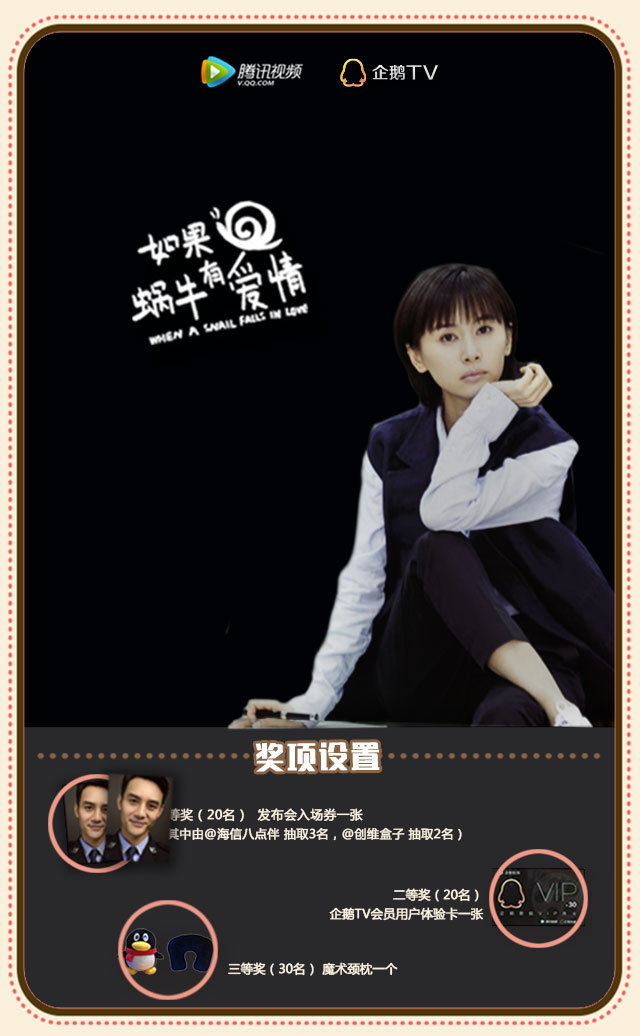 腾讯视频
V.QQ.COM
企鹅TV
如果
蜗牛有爱情
WHEN A SNAIL FALLS IN LOVE
奖项设置
等奖（20名） 发布会入场券一张
其中由@海信八点伴 抽取3名，@创维盒子 抽取2名）
二等奖（20名）
企鹅TV会员用户体验卡一张
VIP
三等奖（30名） 魔术颈枕一个